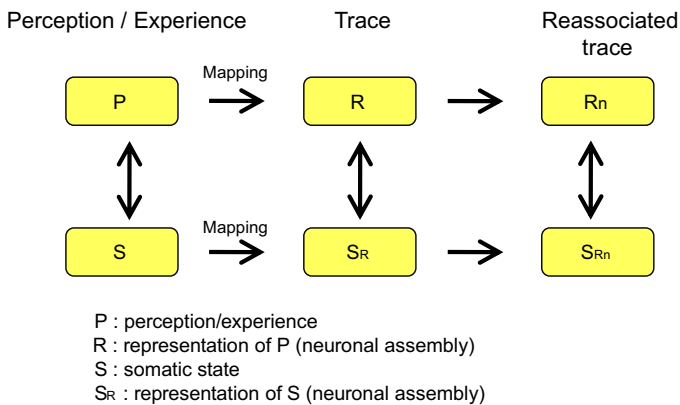 Perception / Experience Trace Reassociated
trace
Mapping
P R Rn
Mapping
S SR SRn
P : perception/experience
R : representation of P (neuronal assembly)
S : somatic state
SR : representation of S (neuronal assembly)